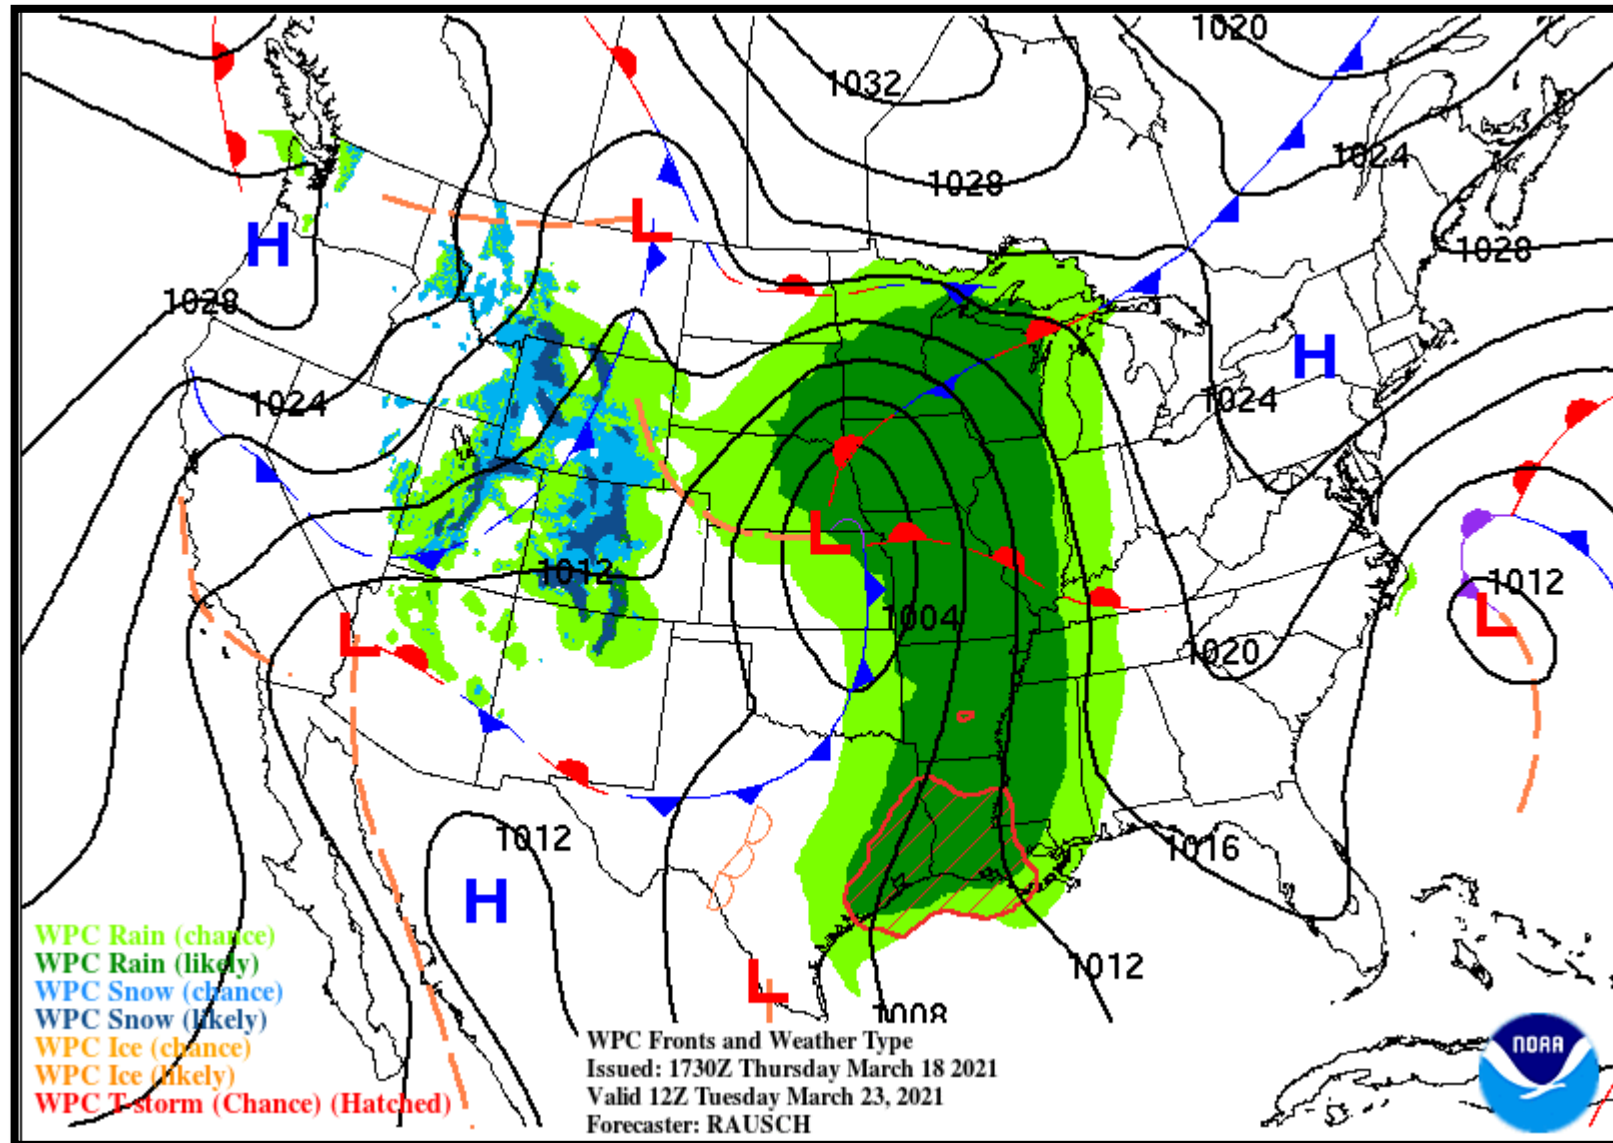 1020
1032
1024
1028
1028
1028
H
L
H
1024
1024
L
1012
1012
1004
L
L
1020
1012
1016
H
1012
L
1008
WPC Rain (chance)
WPC Rain (likely)
WPC Snow (chance)
WPC Snow (likely)
WPC Ice (chance)
WPC Ice (likely)
WPC T-storm (Chance) (Hatched)
WPC Fronts and Weather Type
Issued: 1730Z Thursday March 18 2021
Valid 12Z Tuesday March 23, 2021
Forecaster: RAUSCH
NOAA